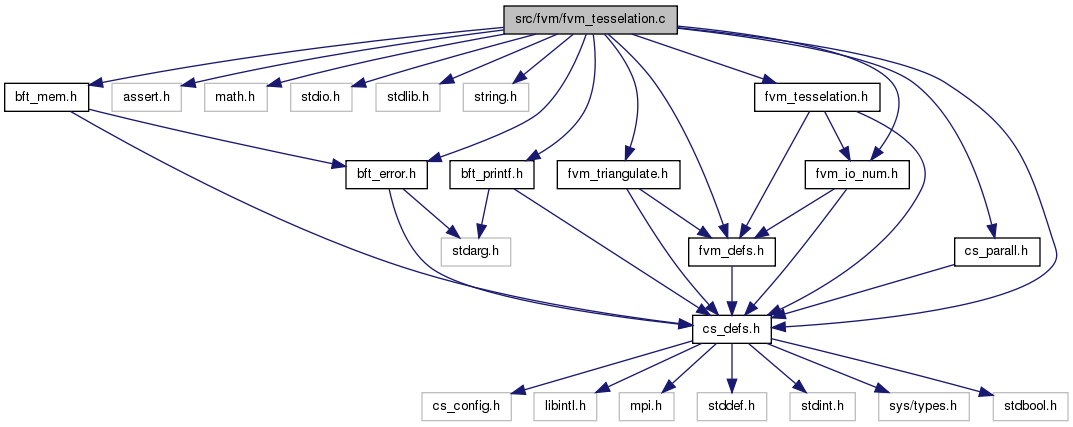 src/fvm/fvm_tesselation.c
bft_mem.h
assert.h
math.h
stdio.h
stdlib.h
string.h
fvm_tesselation.h
bft_error.h
bft_printf.h
fvm_triangulate.h
fvm_io_num.h
stdarg.h
fvm_defs.h
cs_parall.h
cs_defs.h
cs_config.h
libintl.h
mpi.h
stddef.h
stdint.h
sys/types.h
stdbool.h